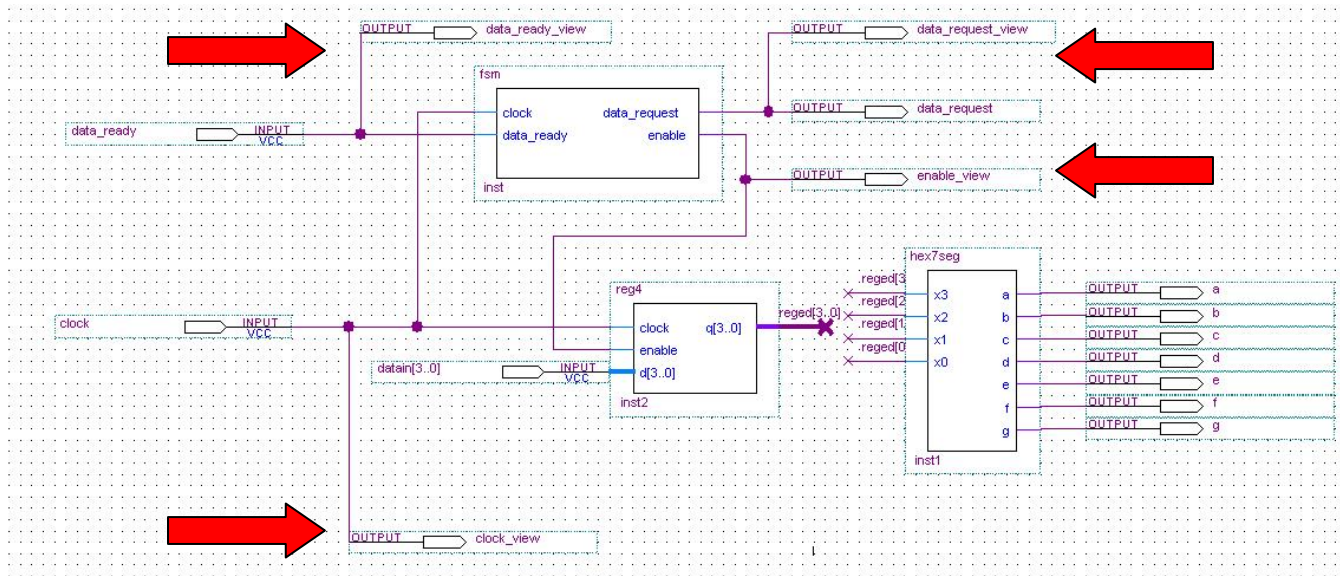 OUTPUT data_ready_view
OUTPUT data_request_view
fsm
clock data_request
OUTPUT data_request
data_ready INPUT VCC
data_ready enable
OUTPUT enable_view
inst
hex7seg
reged[3
x3 a OUTPUT a
reg4
reged[2
x2 b OUTPUT b
reged[3..0]
clock INPUT VCC
clock q[3..0]
reged[1
x1 c OUTPUT c
enable
reged[0
x0 d OUTPUT d
datain[3..0] INPUT VCC
d[3..0]
e OUTPUT e
inst2
f OUTPUT f
g OUTPUT g
inst1
OUTPUT clock_view